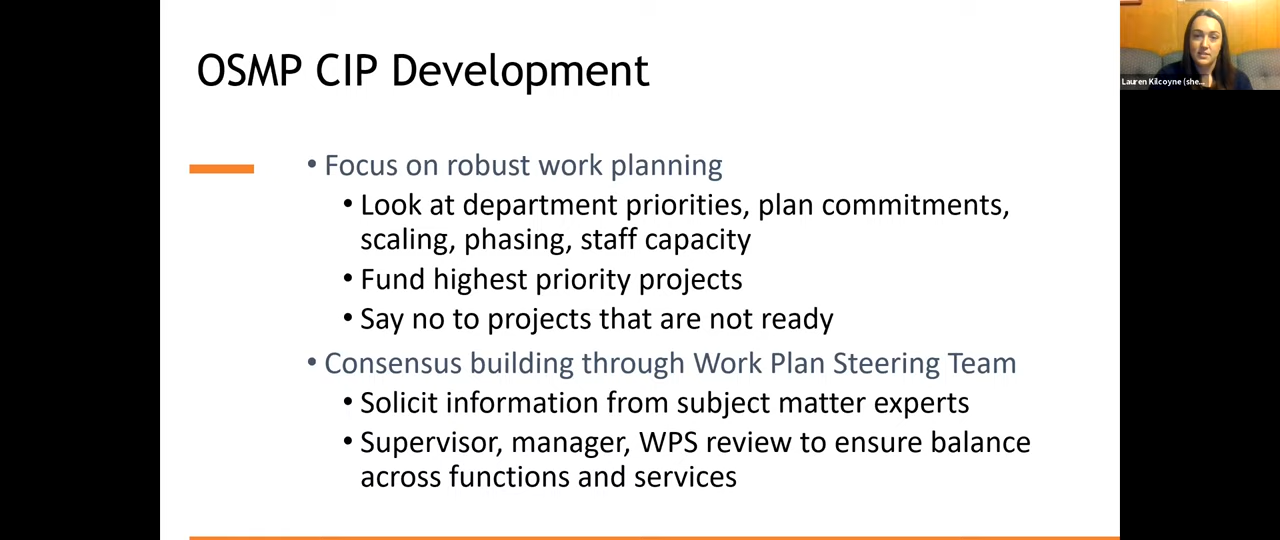 OSMP CIP Development
• Focus on robust work planning
• Look at department priorities, plan commitments,
scaling, phasing, staff capacity
• Fund highest priority projects
• Say no to projects that are not ready
• Consensus building through Work Plan Steering Team
• Solicit information from subject matter experts
• Supervisor, manager, WPS review to ensure balance
across functions and services
Lauren Kilcoyne (she...